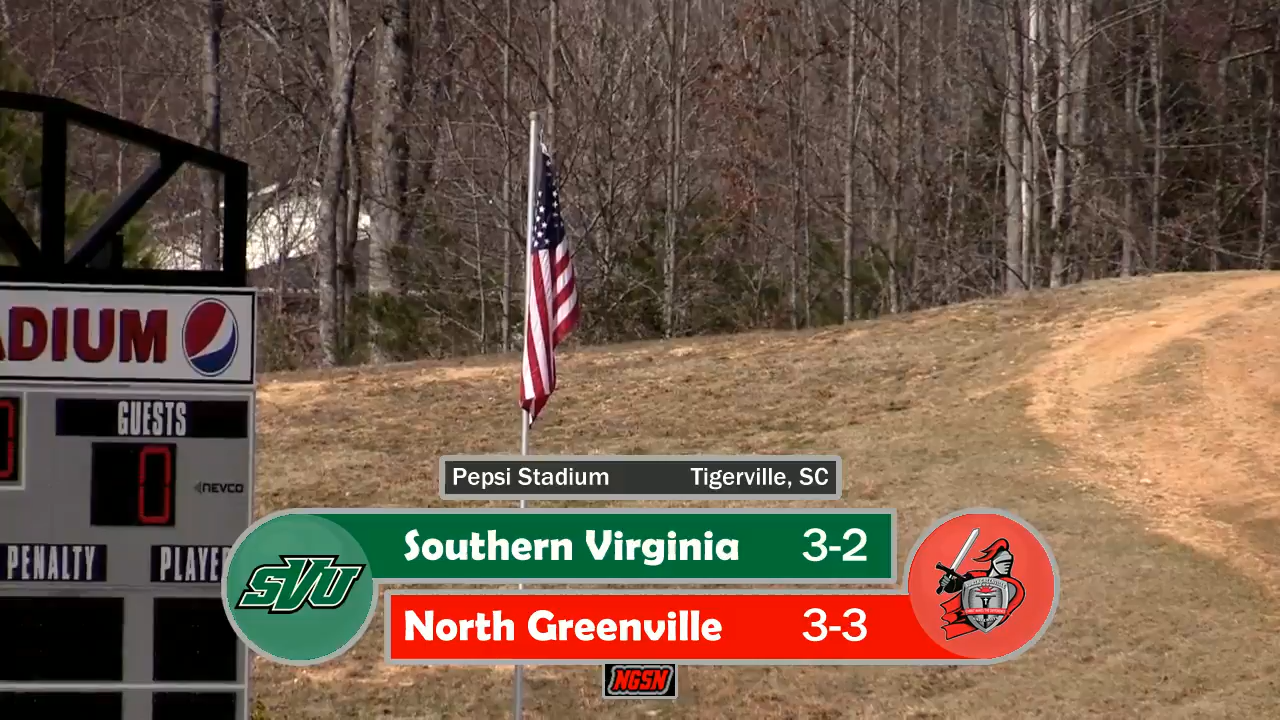 ADIUM
GUESTS
0
NEVCO
PENALTY PLAYE
Pepsi Stadium Tigerville, SC
Southern Virginia 3-2
SVU
North Greenville 3-3
NGSN